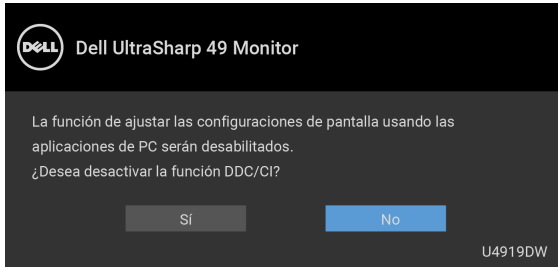 DELL Dell UltraSharp 49 Monitor
La función de ajustar las configuraciones de pantalla usando las
aplicaciones de PC serán desabilitados.
¿Desea desactivar la función DDC/CI?
Sí No
U4919DW